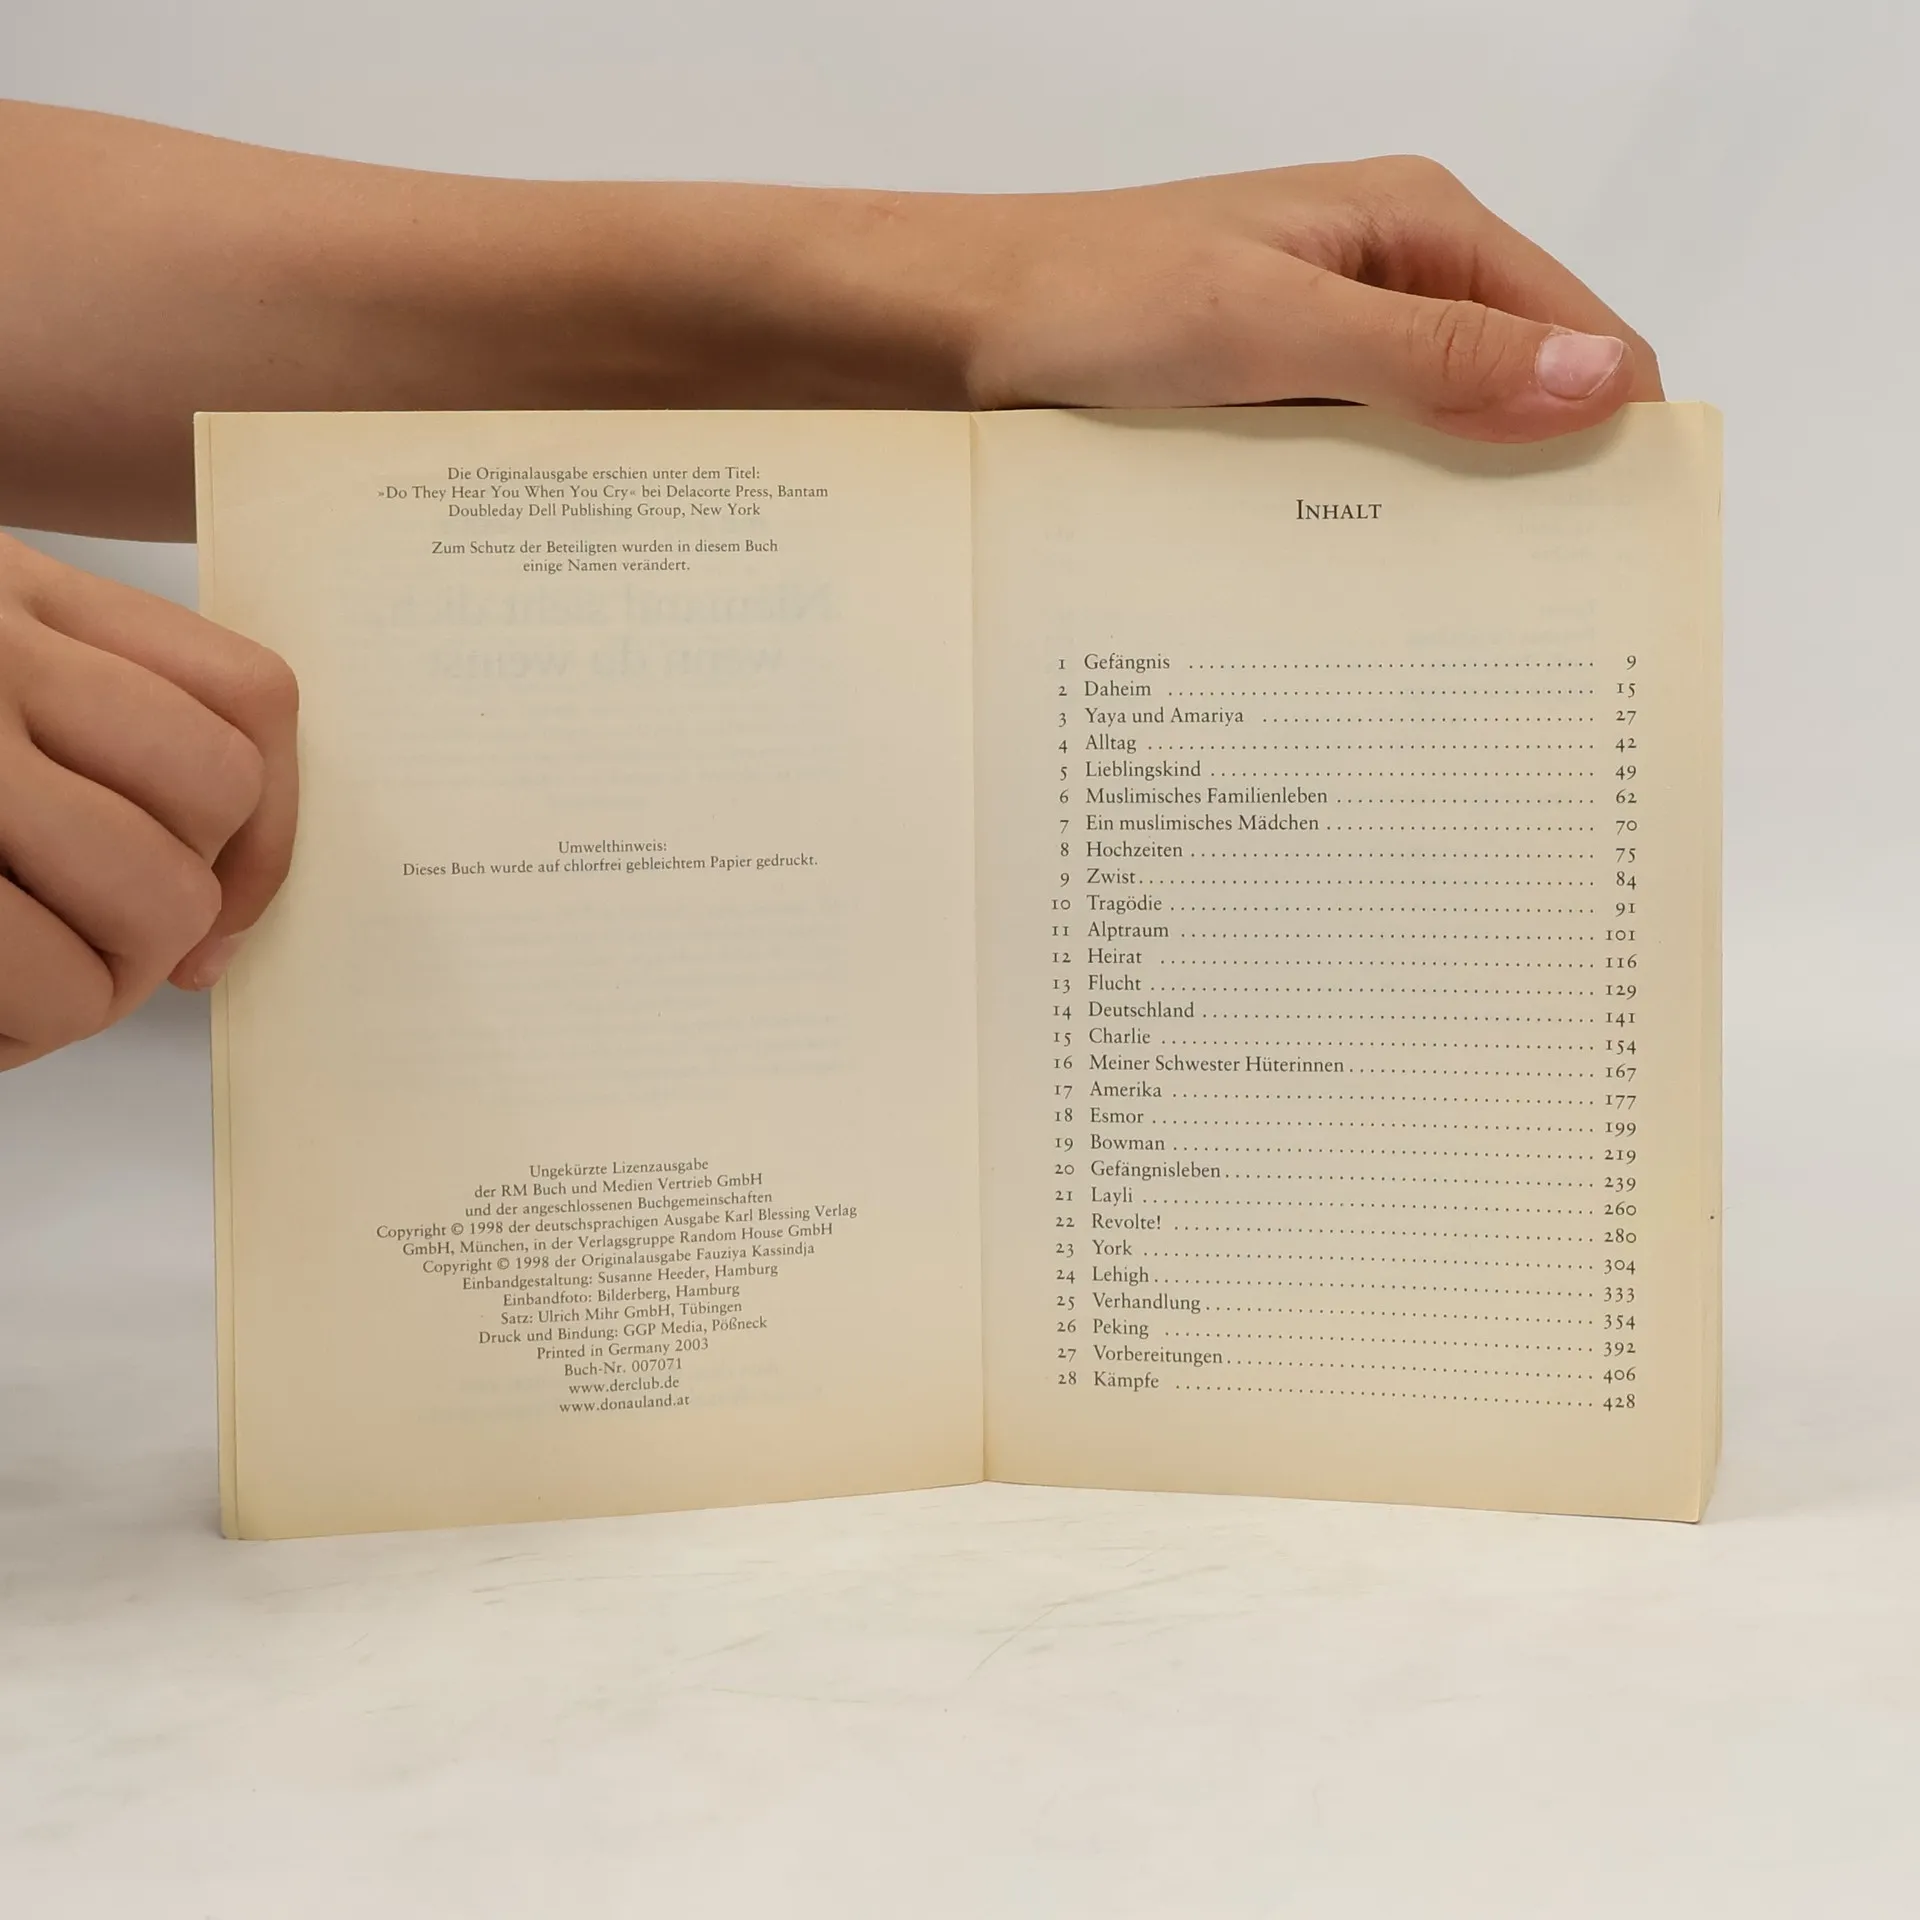 Die Originalausgabe erschien unter dem Titel:
»Do They Hear You When You Cry« bei Delacorte Press, Bantam
Doubleday Dell Publishing Group, New York
Zum Schutz der Beteiligten wurden in diesem Buch
einige Namen verändert.
Umwelthinweis:
Dieses Buch wurde auf chlorfrei gebleichtem Papier gedruckt.
Ungekürzte Lizenzausgabe
der RM Buch und Medien Vertrieb GmbH
und der angeschlossenen Buchgemeinschaften
Copyright © 1998 der deutschsprachigen Ausgabe Karl Blessing Verlag
GmbH, München, in der Verlagsgruppe Random House GmbH
Copyright © 1998 der Originalausgabe Fauziya Kassindja
Einbandgestaltung: Susanne Heeder, Hamburg
Einbandfoto: Bilderberg, Hamburg
Satz: Ulrich Mihr GmbH, Tübingen
Druck und Bindung: GGP Media, Pößneck
Printed in Germany 2003
Buch-Nr. 007071
www.derclub.de
www.donauland.at
INHALT
1 Gefängnis 9
2 Daheim 15
3 Yaya und Amariya 27
4 Alltag 42
5 Lieblingskind 49
6 Muslimisches Familienleben 62
7 Ein muslimisches Mädchen 70
8 Hochzeiten 75
9 Zwist 84
10 Tragödie 91
11 Alptraum 101
12 Heirat 116
13 Flucht 129
14 Deutschland 141
15 Charlie 154
16 Meiner Schwester Hüterinnen 167
17 Amerika 177
18 Esmor 199
19 Bowman 219
20 Gefängnisleben 239
21 Layli 260
22 Revolte! 280
23 York 304
24 Lehigh 333
25 Verhandlung 354
26 Peking 392
27 Vorbereitungen 406
28 Kämpfe 428